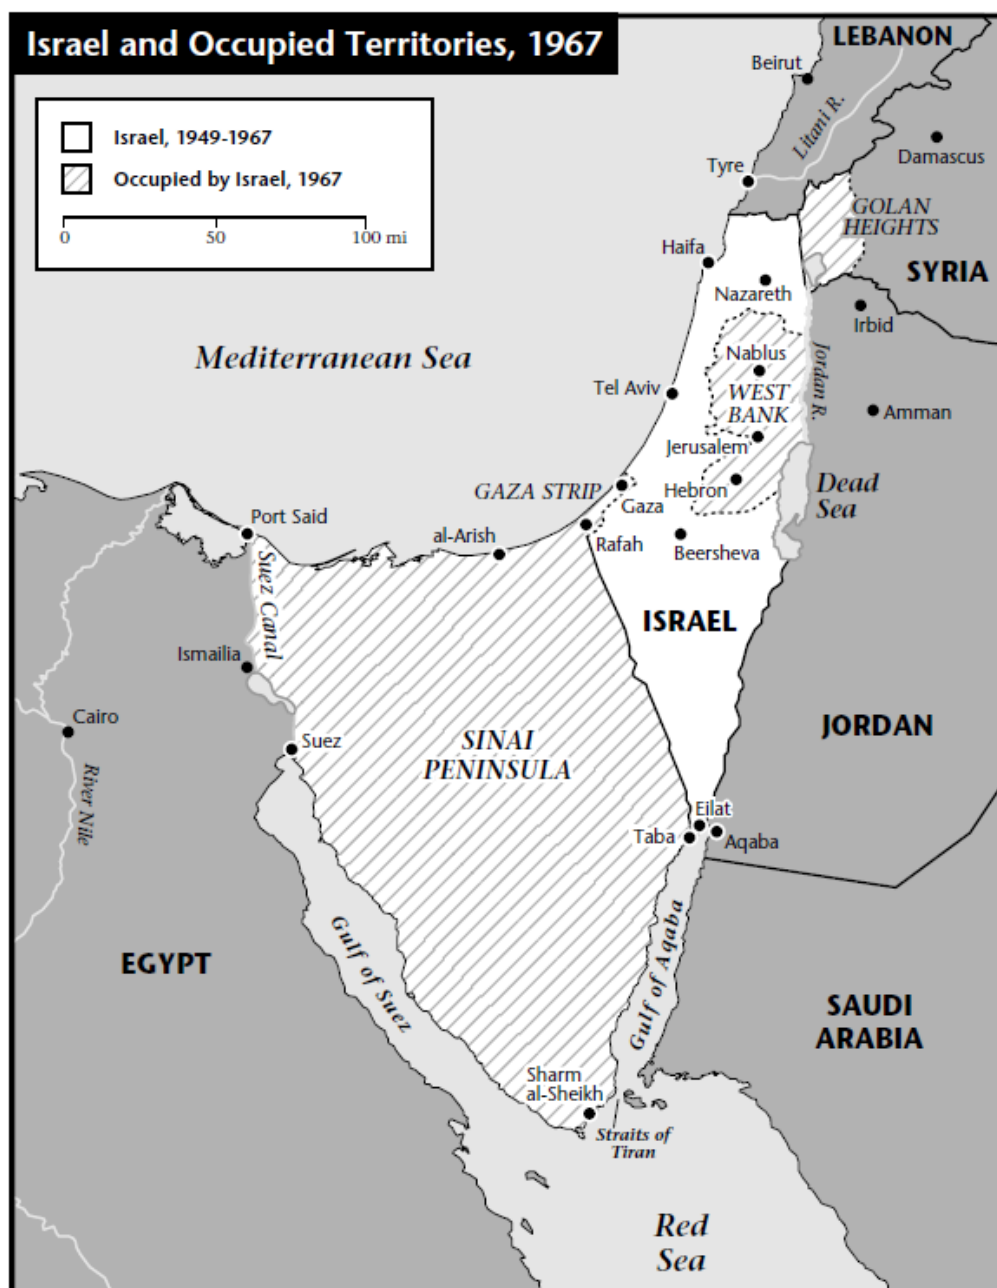 Israel and Occupied Territories, 1967
Israel, 1949-1967
Occupied by Israel, 1967
0 50 100 mi
LEBANON
Beirut
Litani R.
Damascus
Tyre
GOLAN
HEIGHTS
Haifa
SYRIA
Nazareth
Irbid
Mediterranean Sea
Nablus
Jordan R.
Tel Aviv
WEST
BANK
Amman
Jerusalem
GAZA STRIP
Hebron
Dead
Sea
Gaza
Port Said
al-Arish
Rafah
Beersheva
Suez Canal
ISRAEL
Ismailia
Cairo
JORDAN
Suez
SINAI
PENINSULA
River Nile
Eilat
Taba
Aqaba
EGYPT
Gulf of Suez
Gulf of Aqaba
SAUDI
ARABIA
Sharm
al-Sheikh
Straits of
Tiran
Red
Sea